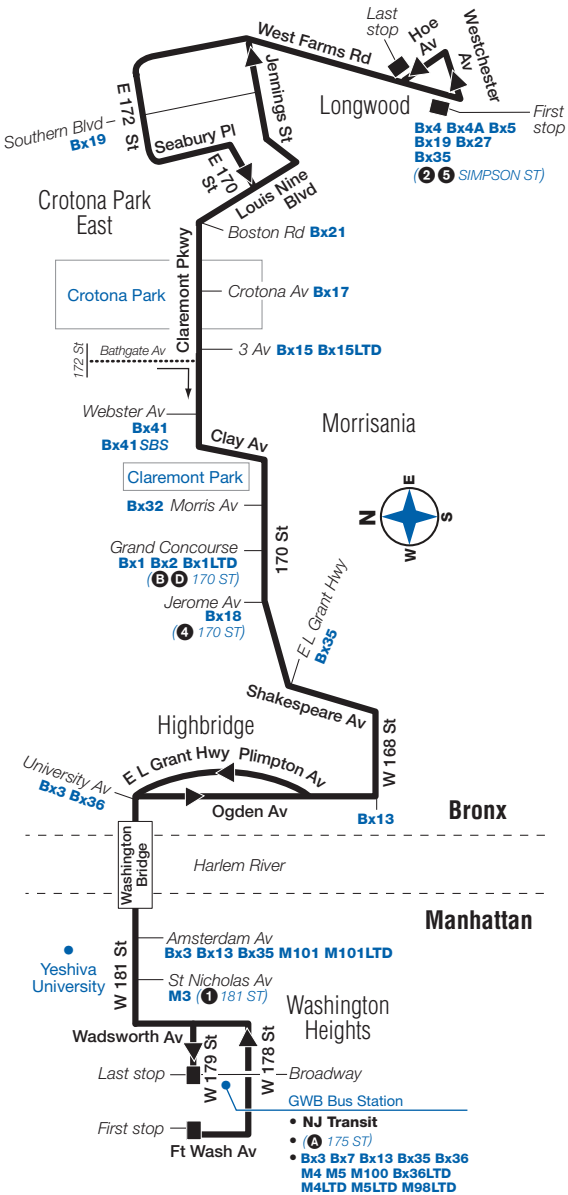 Last
stop
West Farms Rd
Hoe
Av
Westchester
Av
Longwood
First
stop
Bx4 Bx4A Bx5
Bx19 Bx27
Bx35
(2 5 SIMPSON ST)
Jennings St
E 172
St
Southern Blvd
Bx19
Seabury Pl
E 170
St
Louis Nine
Blvd
Crotona Park
East
Boston Rd Bx21
Claremont Pkwy
Crotona Park
Crotona Av Bx17
172 St
Bathgate Av
3 Av Bx15 Bx15LTD
Webster Av
Bx41
Bx41 SBS
Clay Av
Morrisania
Claremont Park
Bx32 Morris Av
N
E
S
W
Grand Concourse
Bx1 Bx2 Bx1LTD
(B D 170 ST)
170 St
Jerome Av
Bx18
(4 170 ST)
E L Grant Hwy
Bx35
Shakespeare Av
Highbridge
W 168 St
University Av
Bx3 Bx36
E L Grant Hwy
Plimpton Av
Ogden Av
Bx13
Bronx
Washington
Bridge
Harlem River
Manhattan
W 181 St
Amsterdam Av
Bx3 Bx13 Bx35 M101 M101LTD
Yeshiva
University
St Nicholas Av
M3 (1 181 ST)
Washington
Heights
Wadsworth Av
W 179 St
W 178 St
Last stop
Broadway
GWB Bus Station
• NJ Transit
• (A 175 ST)
• Bx3 Bx7 Bx13 Bx35 Bx36
M4 M5 M100 Bx36LTD
M4LTD M5LTD M98LTD
First stop
Ft Wash Av